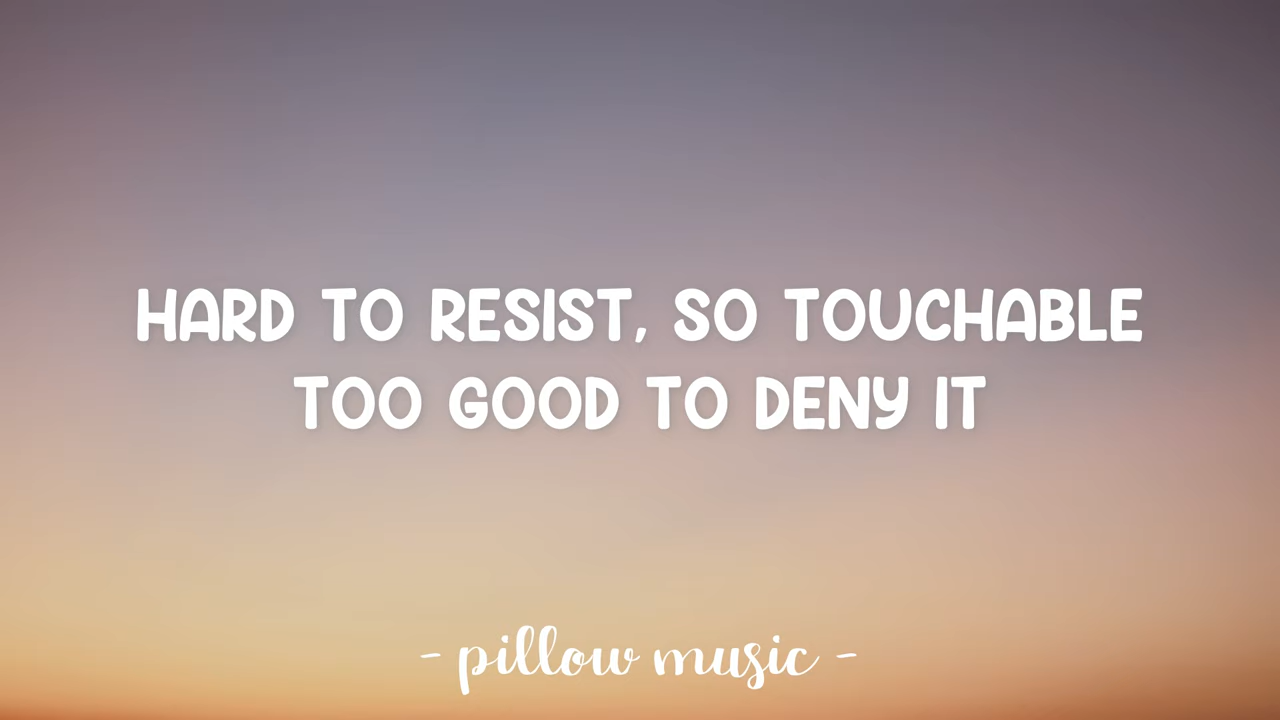 HARD TO RESIST, SO TOUCHABLE
TOO GOOD TO DENY IT
- pillow music -